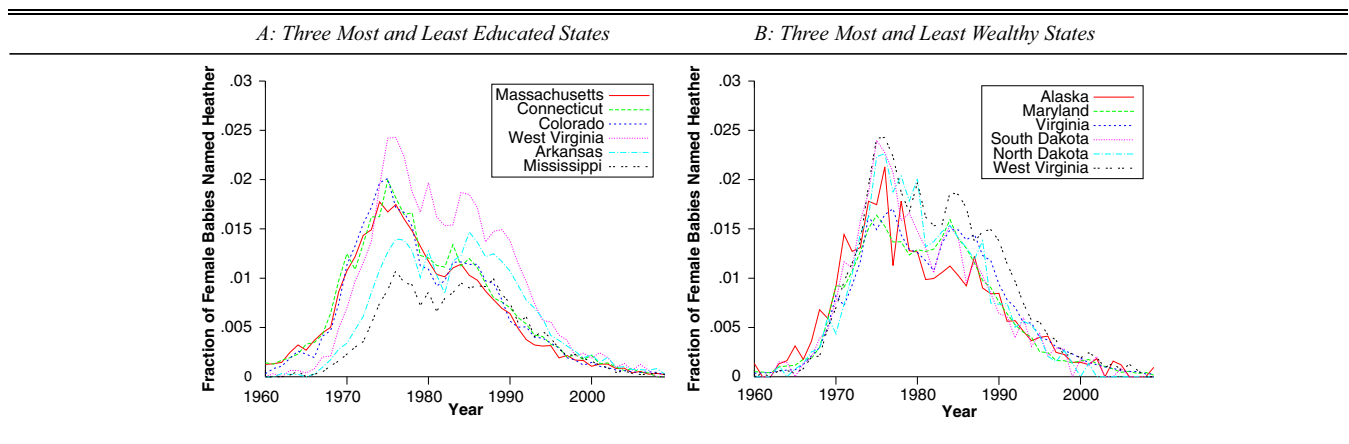 A: Three Most and Least Educated States
B: Three Most and Least Wealthy States
Fraction of Female Babies Named Heather
.03
.025
.02
.015
.01
.005
0
1960 1970 1980 1990 2000
Year
Massachusetts
Connecticut
Colorado
West Virginia
Arkansas
Mississippi
Fraction of Female Babies Named Heather
.03
.025
.02
.015
.01
.005
0
1960 1970 1980 1990 2000
Year
Alaska
Maryland
Virginia
South Dakota
North Dakota
West Virginia